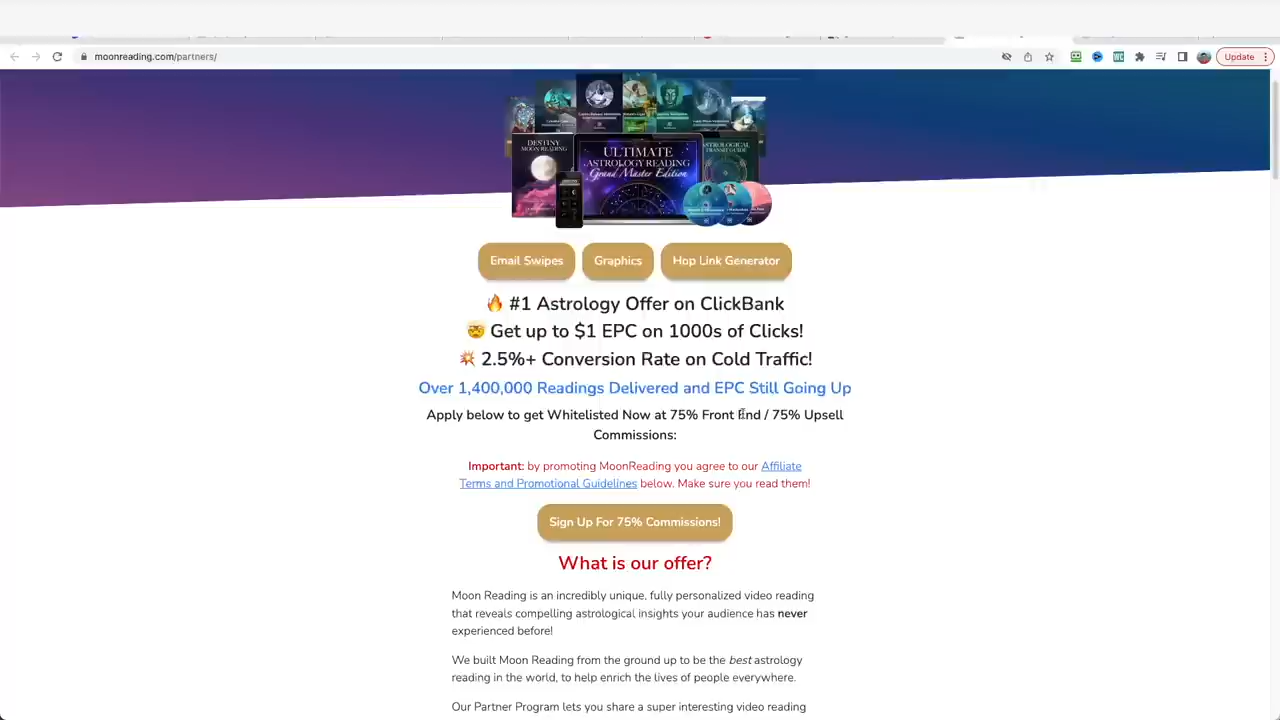 moonreading.com/partners/
Update
DESTINY
MOON READING
ULTIMATE
ASTROLOGY READING
Grand Master Edition
ASTROLOGICAL
TRANSIT GUIDE
Email Swipes
Graphics
Hop Link Generator
🔥 #1 Astrology Offer on ClickBank
🤯 Get up to $1 EPC on 1000s of Clicks!
💥 2.5%+ Conversion Rate on Cold Traffic!
Over 1,400,000 Readings Delivered and EPC Still Going Up
Apply below to get Whitelisted Now at 75% Front End / 75% Upsell
Commissions:
Important: by promoting MoonReading you agree to our Affiliate
Terms and Promotional Guidelines below. Make sure you read them!
Sign Up For 75% Commissions!
What is our offer?
Moon Reading is an incredibly unique, fully personalized video reading
that reveals compelling astrological insights your audience has never
experienced before!
We built Moon Reading from the ground up to be the best astrology
reading in the world, to help enrich the lives of people everywhere.
Our Partner Program lets you share a super interesting video reading